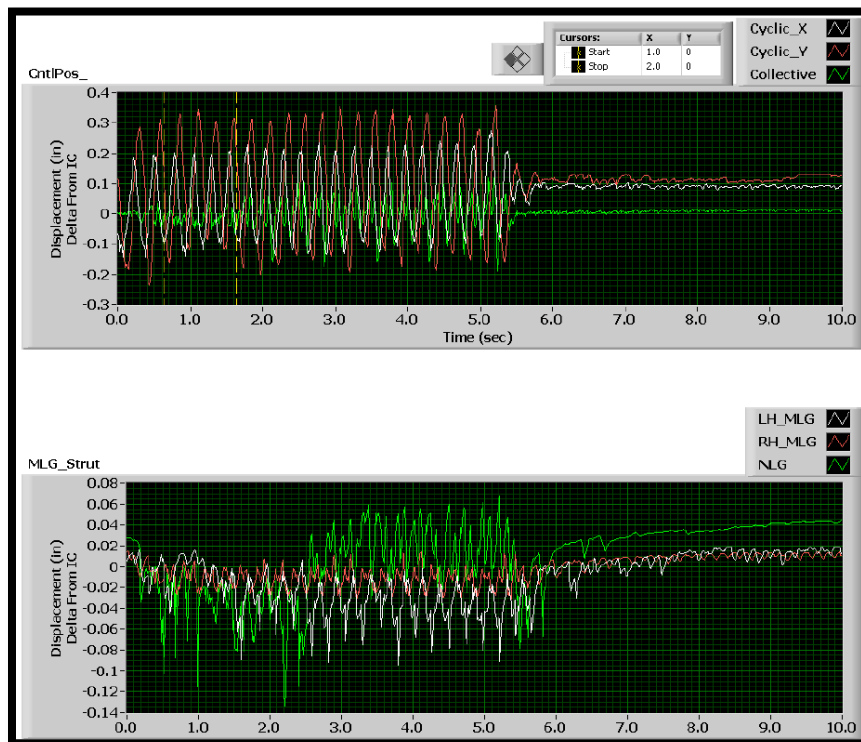 Cursors: X Y
Start 1.0 0
Stop 2.0 0
Cyclic_X
Cyclic_Y
Collective
CntlPos_
Displacement (in)
Delta From IC
0.4
0.3
0.2
0.1
0
-0.1
-0.2
-0.3
0.0 1.0 2.0 3.0 4.0 5.0 6.0 7.0 8.0 9.0 10.0
Time (sec)
LH_MLG
RH_MLG
NLG
MLG_Strut
Displacement (in)
Delta From IC
0.08
0.06
0.04
0.02
0
-0.02
-0.04
-0.06
-0.08
-0.1
-0.12
-0.14
0.0 1.0 2.0 3.0 4.0 5.0 6.0 7.0 8.0 9.0 10.0